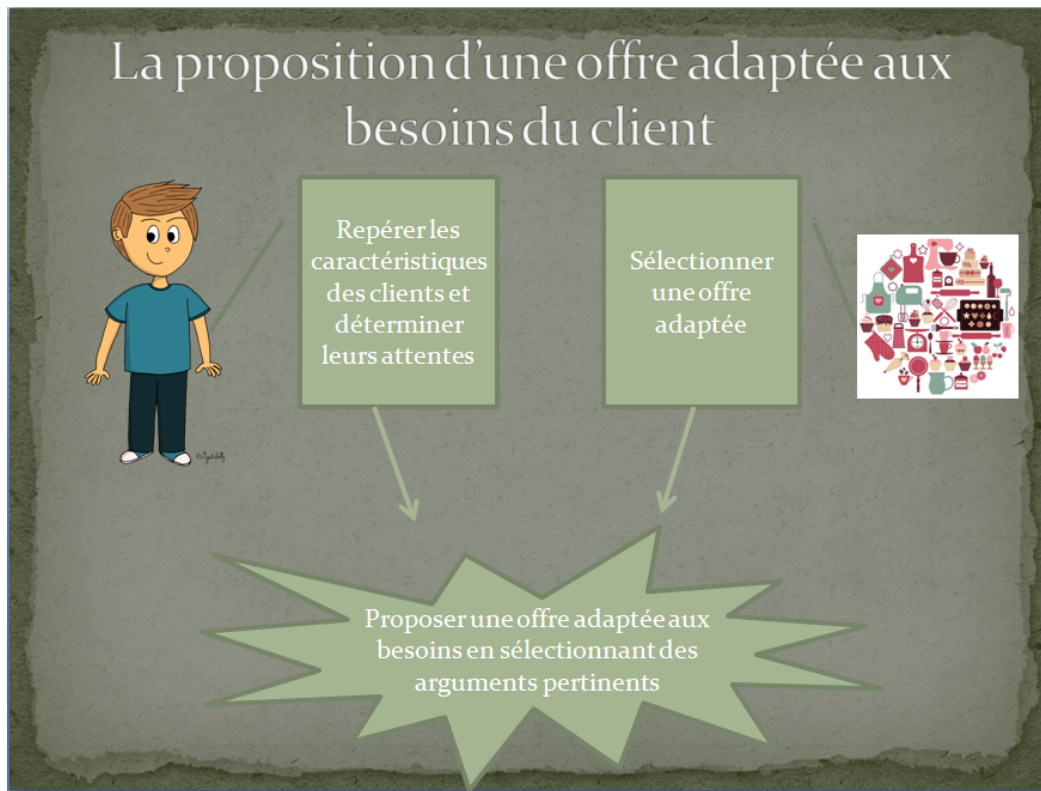 La proposition d'une offre adaptée aux
besoins du client
Repérer les
caractéristiques
des clients et
déterminer
leurs attentes
Sélectionner
une offre
adaptée
Proposer une offre adaptée aux
besoins en sélectionnant des
arguments pertinents